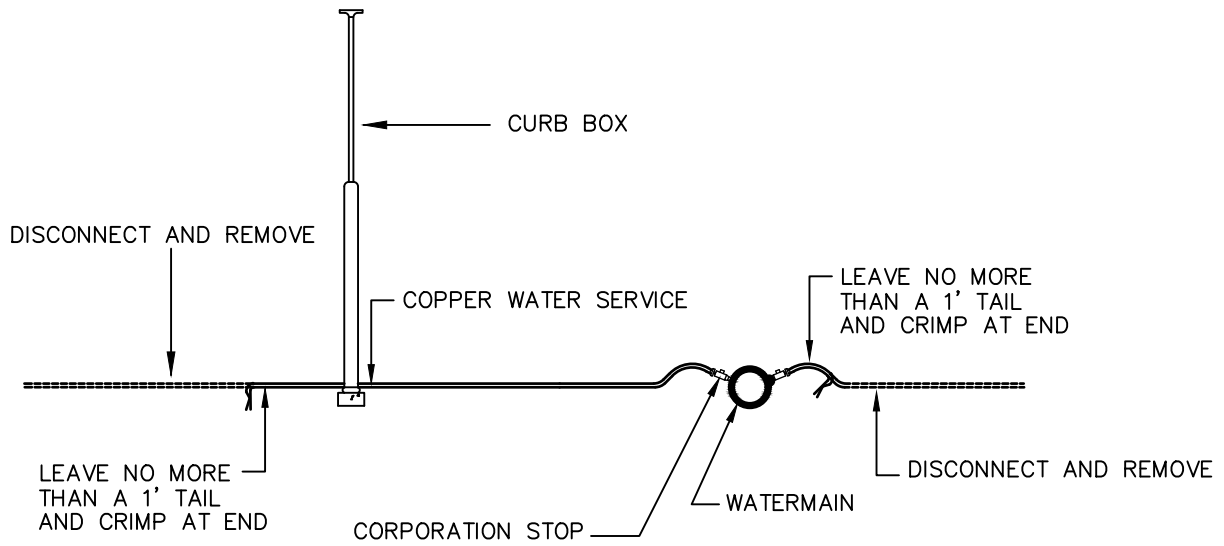 CURB BOX
DISCONNECT AND REMOVE
COPPER WATER SERVICE
LEAVE NO MORE
THAN A 1' TAIL
AND CRIMP AT END
LEAVE NO MORE
THAN A 1' TAIL
AND CRIMP AT END
DISCONNECT AND REMOVE
WATERMAIN
CORPORATION STOP